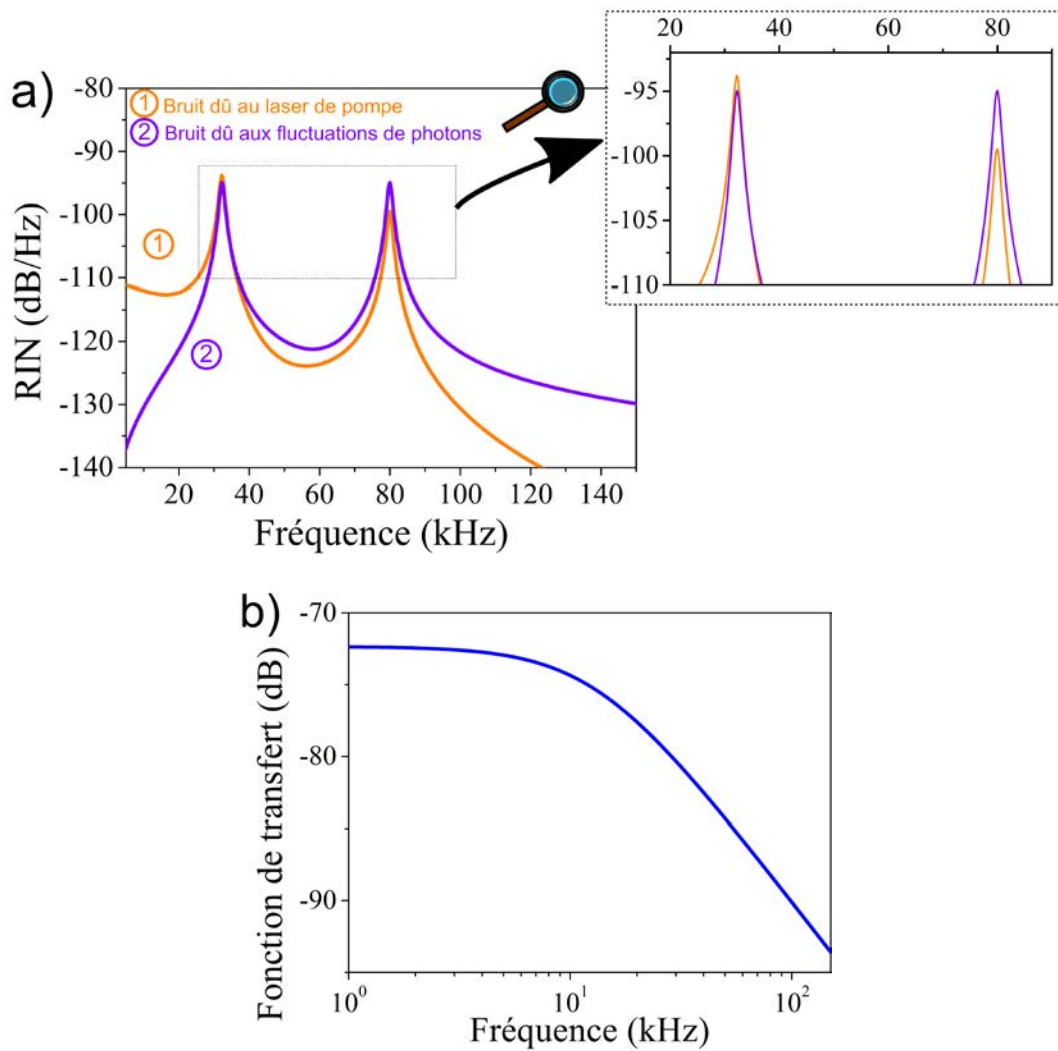 a)
1 Bruit dû au laser de pompe
2 Bruit dû aux fluctuations de photons
RIN (dB/Hz)
-80
-90
-100
-110
-120
-130
-140
1
2
20 40 60 80 100 120 140
Fréquence (kHz)
20 40 60 80
-95
-100
-105
-110
b)
Fonction de transfert (dB)
-70
-80
-90
10⁰ 10¹ 10²
Fréquence (kHz)